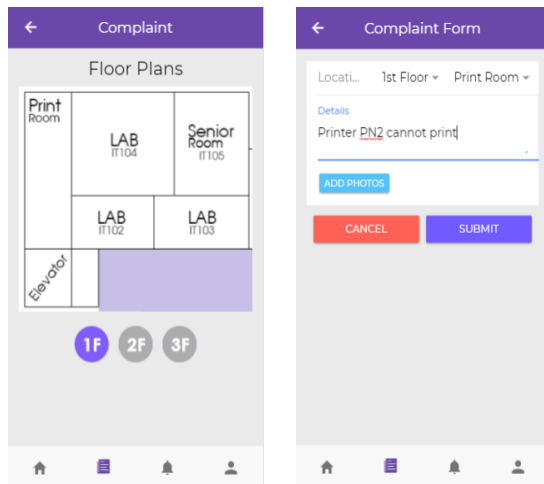 Complaint
Floor Plans
Print
Room
LAB
IT104
Senior
Room
IT105
LAB
IT102
LAB
IT103
Elevator
1F 2F 3F
Complaint Form
Locati... 1st Floor Print Room
Details
Printer PN2 cannot print
ADD PHOTOS
CANCEL SUBMIT